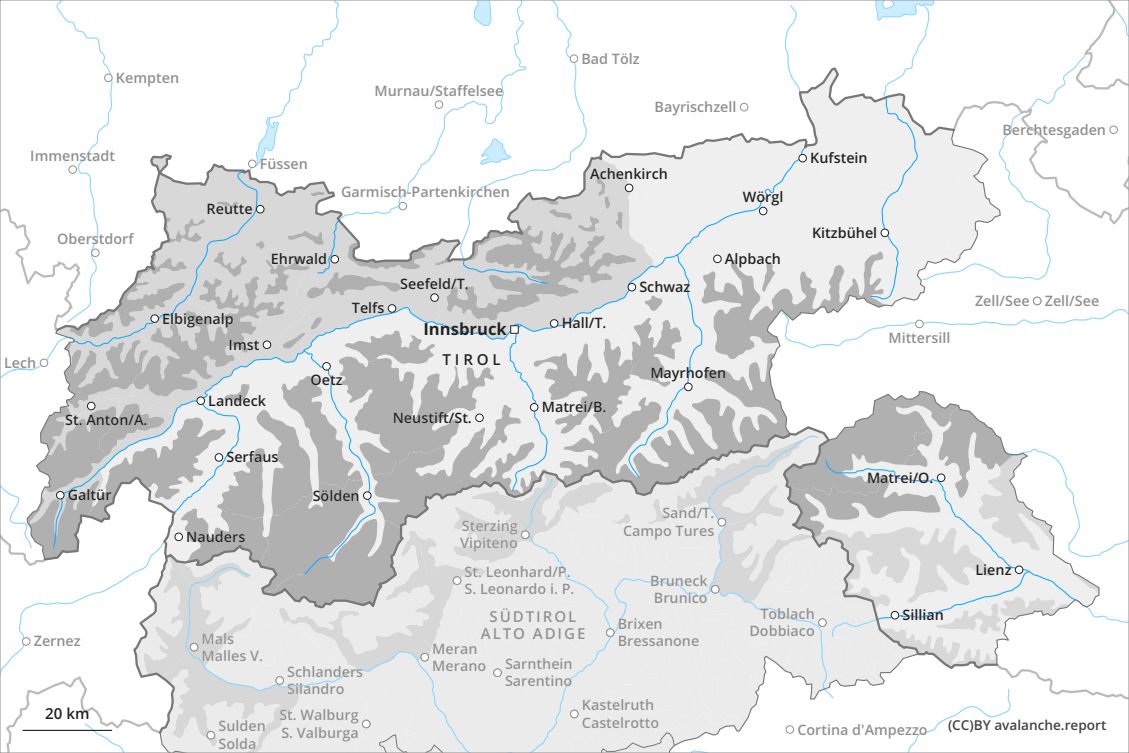 Kempten
Bad Tölz
Murnau/Staffelsee
Bayrischzell
Berchtesgaden
Immenstadt
Füssen
Kufstein
Achenkirch
Garmisch-Partenkirchen
Wörgl
Reutte
Kitzbühel
Oberstdorf
Ehrwald
Alpbach
Seefeld/T.
Schwaz
Zell/See
Zell/See
Telfs
Elbigenalp
Innsbruck
Hall/T.
Mittersill
Imst
TIROL
Lech
Oetz
Mayrhofen
Landeck
St. Anton/A.
Neustift/St.
Matrei/B.
Serfaus
Matrei/O.
Galtür
Sölden
Sand/T.
Campo Tures
Sterzing
Vipiteno
Nauders
Lienz
St. Leonhard/P.
S. Leonardo i. P.
Bruneck
Brunico
SÜDTIROL
ALTO ADIGE
Toblach
Dobbiaco
Sillian
Brixen
Bressanone
Zernez
Mals
Malles V.
Meran
Merano
Sarnthein
Sarentino
Schlanders
Silandro
Kastelruth
Castelrotto
St. Walburg
S. Valburga
20 km
Sulden
Solda
Cortina d'Ampezzo
(CC)BY avalanche.report